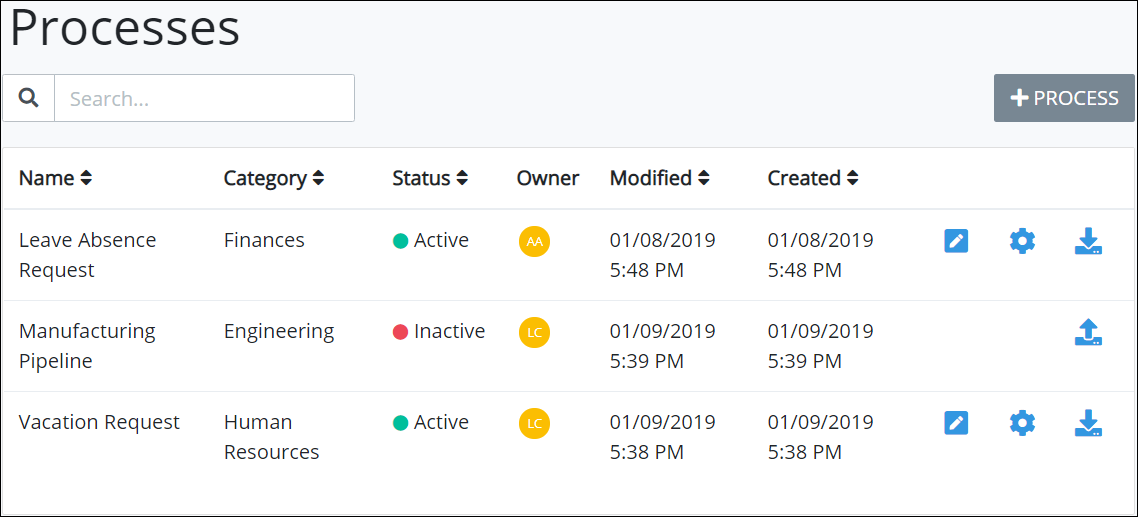 Processes
Search...
PROCESS
Name Category Status Owner Modified Created
Leave Absence Finances Active AA 01/08/2019 01/08/2019
Request 5:48 PM 5:48 PM
Manufacturing Engineering Inactive LC 01/09/2019 01/09/2019
Pipeline 5:39 PM 5:39 PM
Vacation Request Human Active LC 01/09/2019 01/09/2019
Resources 5:38 PM 5:38 PM